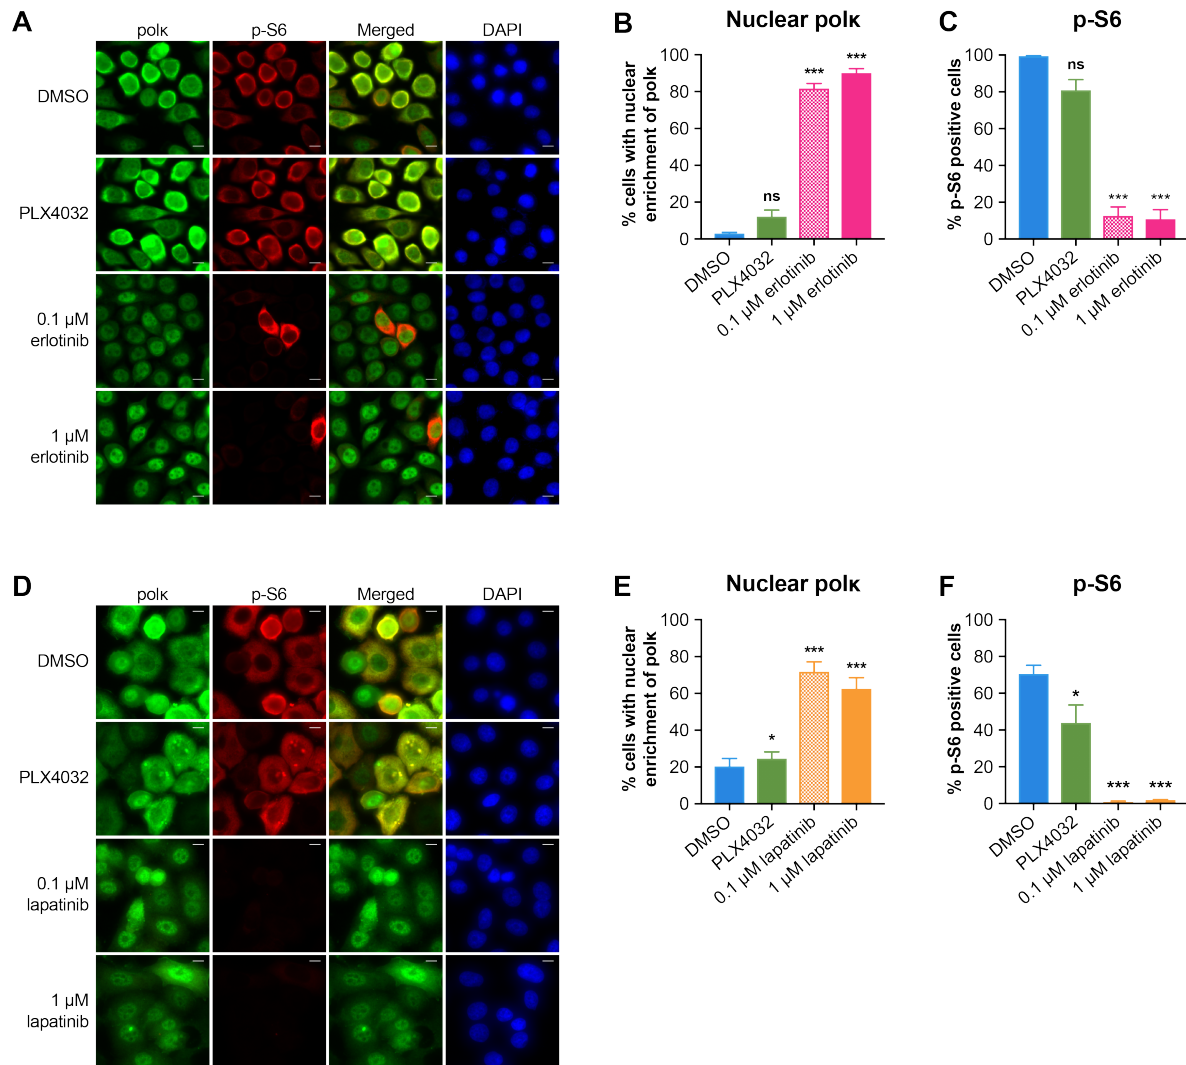 A
polκ
p-S6
Merged
DAPI
DMSO
PLX4032
0.1 µM
erlotinib
1 µM
erlotinib
B
Nuclear polκ
% cells with nuclear
enrichment of polκ
100
80
60
40
20
0
ns
***
***
DMSO
PLX4032
0.1 µM erlotinib
1 µM erlotinib
C
p-S6
% p-S6 positive cells
100
80
60
40
20
0
ns
***
***
DMSO
PLX4032
0.1 µM erlotinib
1 µM erlotinib
D
polκ
p-S6
Merged
DAPI
DMSO
PLX4032
0.1 µM
lapatinib
1 µM
lapatinib
E
Nuclear polκ
% cells with nuclear
enrichment of polκ
100
80
60
40
20
0
*
***
***
DMSO
PLX4032
0.1 µM lapatinib
1 µM lapatinib
F
p-S6
% p-S6 positive cells
100
80
60
40
20
0
*
***
***
DMSO
PLX4032
0.1 µM lapatinib
1 µM lapatinib